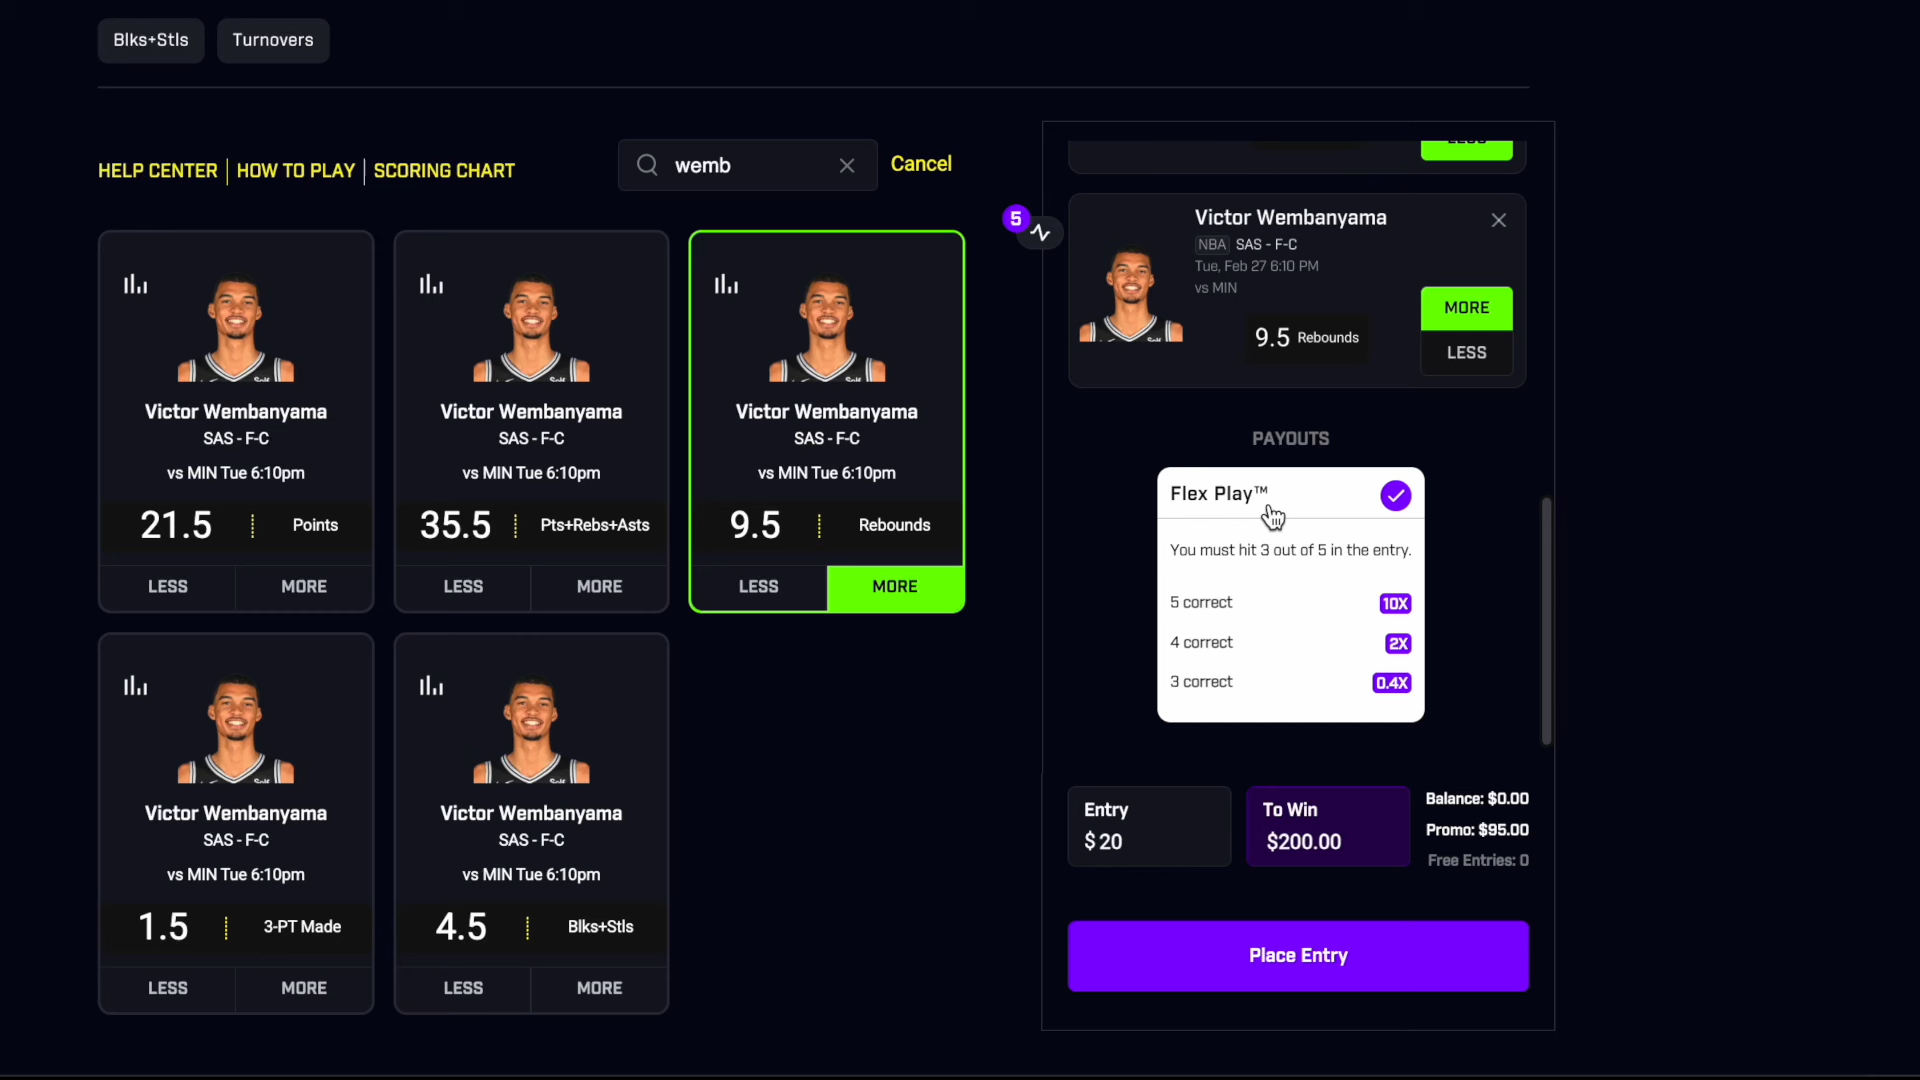 Blks+Stls
Turnovers
HELP CENTER | HOW TO PLAY | SCORING CHART
wemb
Cancel
Victor Wembanyama
SAS - F-C
vs MIN Tue 6:10pm
21.5
Points
LESS
MORE
Victor Wembanyama
SAS - F-C
vs MIN Tue 6:10pm
35.5
Pts+Rebs+Asts
LESS
MORE
Victor Wembanyama
SAS - F-C
vs MIN Tue 6:10pm
9.5
Rebounds
LESS
MORE
Victor Wembanyama
SAS - F-C
vs MIN Tue 6:10pm
1.5
3-PT Made
LESS
MORE
Victor Wembanyama
SAS - F-C
vs MIN Tue 6:10pm
4.5
Blks+Stls
LESS
MORE
5
LESS
Victor Wembanyama
NBA SAS - F-C
Tue, Feb 27 6:10 PM
vs MIN
9.5 Rebounds
MORE
LESS
PAYOUTS
Flex Play™
You must hit 3 out of 5 in the entry.
5 correct 10X
4 correct 2X
3 correct 0.4X
Entry
$ 20
To Win
$200.00
Balance: $0.00
Promo: $95.00
Free Entries: 0
Place Entry